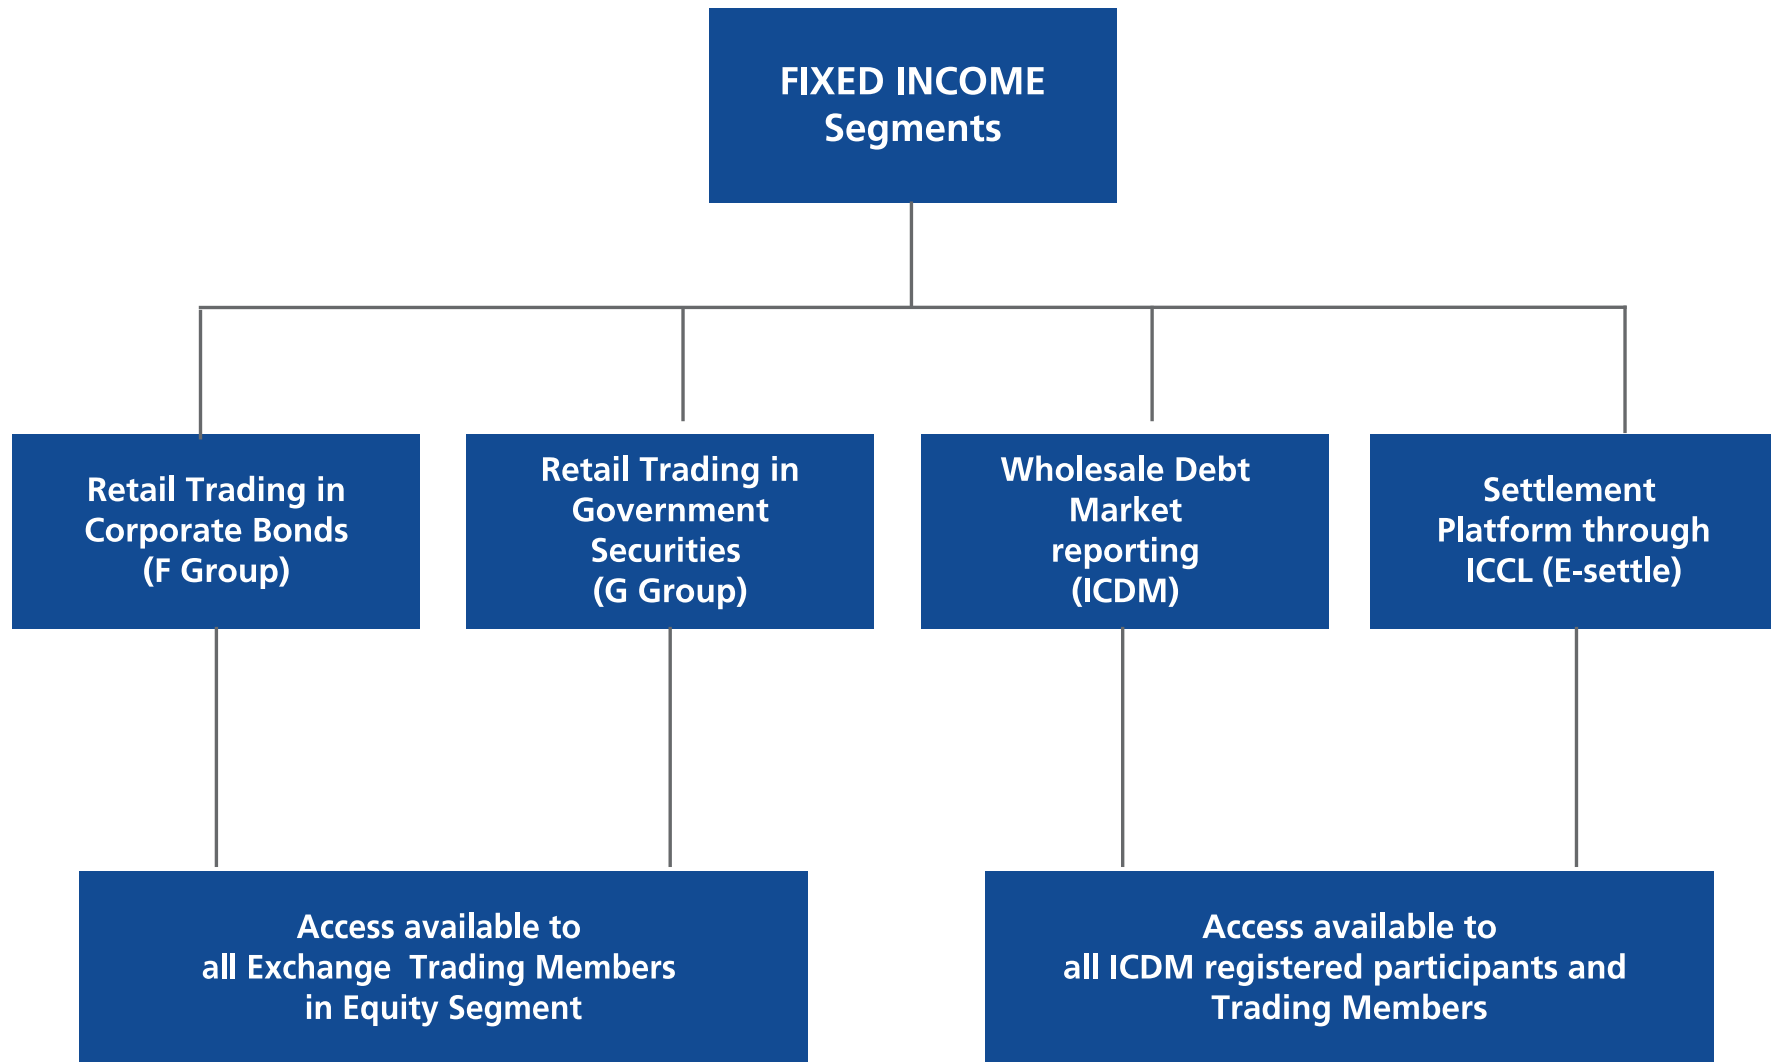 FIXED INCOME
Segments
Retail Trading in
Corporate Bonds
(F Group)
Retail Trading in
Government
Securities
(G Group)
Wholesale Debt
Market
reporting
(ICDM)
Settlement
Platform through
ICCL (E-settle)
Access available to
all Exchange Trading Members
in Equity Segment
Access available to
all ICDM registered participants and
Trading Members